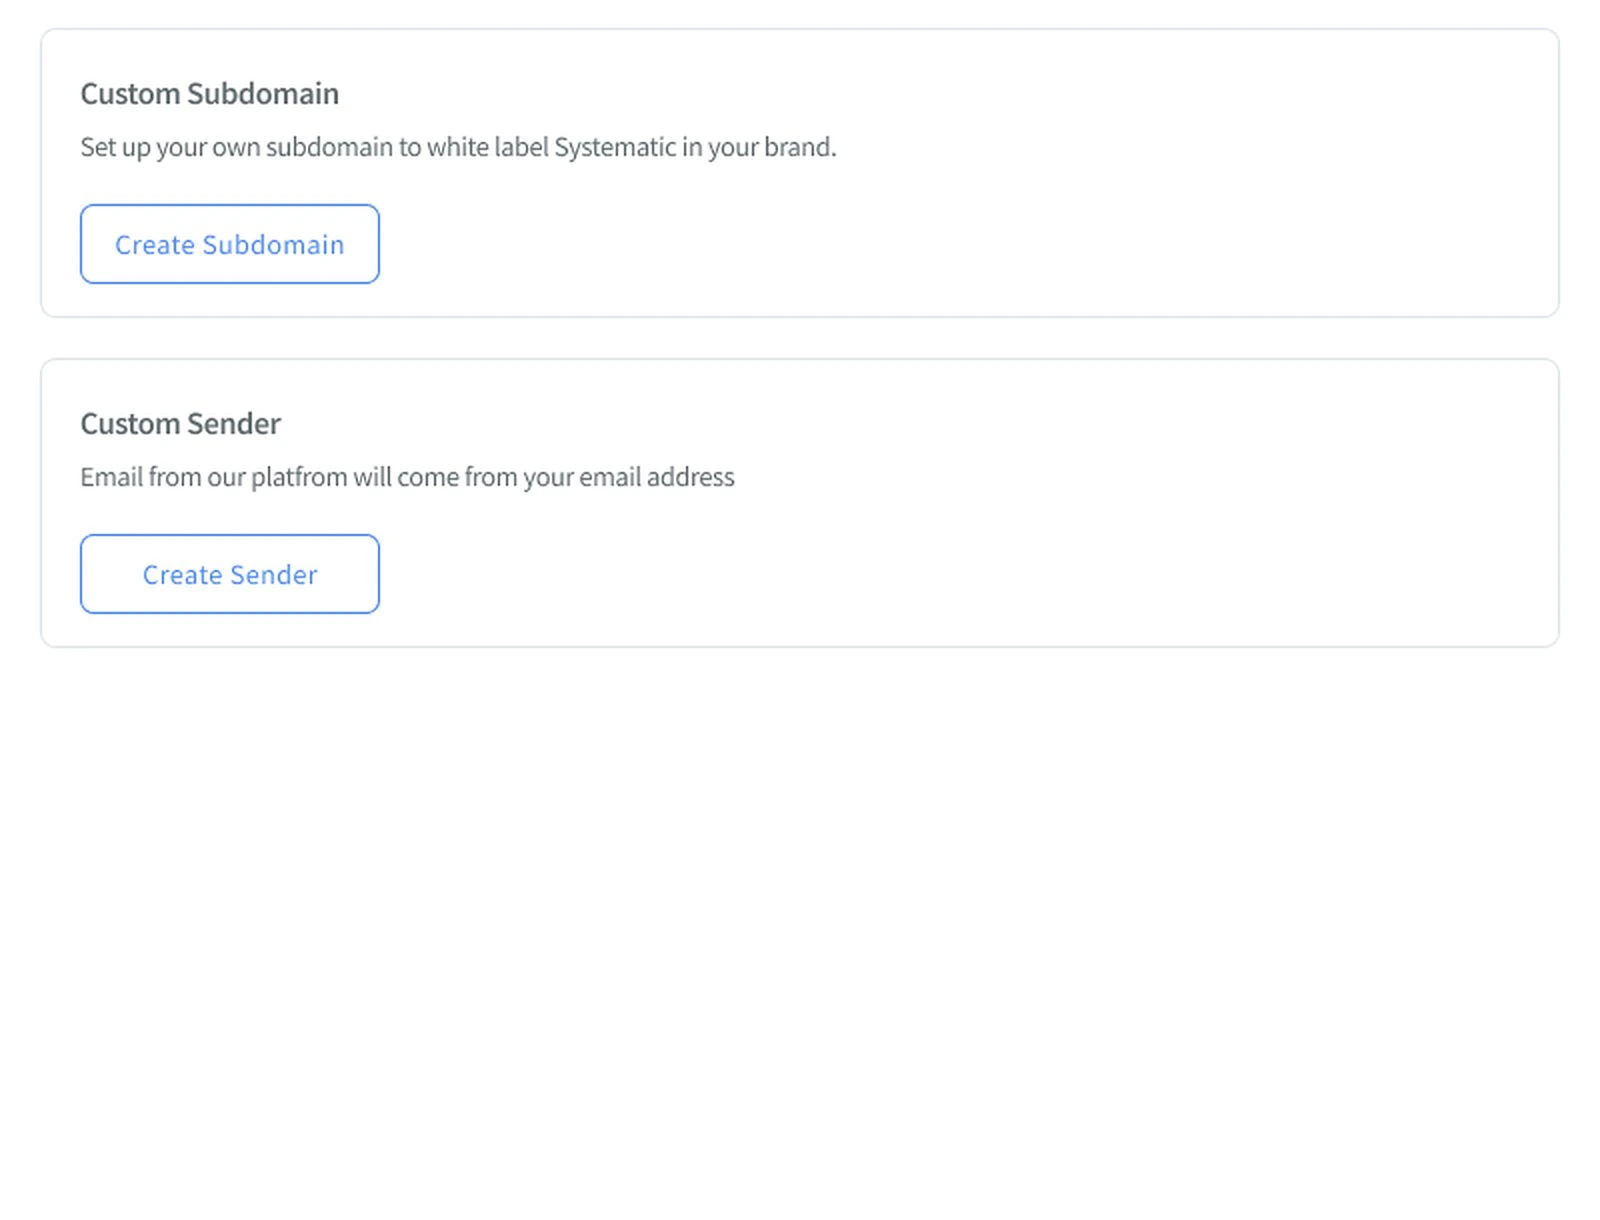 Custom Subdomain
Set up your own subdomain to white label Systematic in your brand.
Create Subdomain
Custom Sender
Email from our platfrom will come from your email address
Create Sender